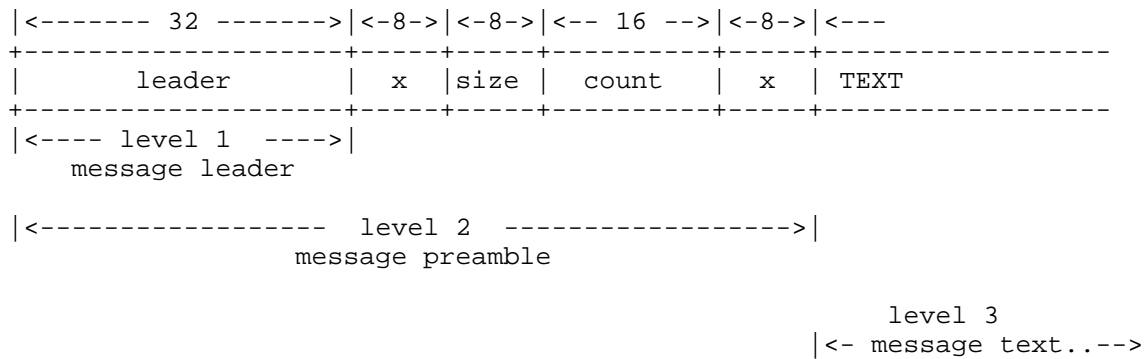 |<------- 32 ------->|<-8->|<-8->|<-- 16 -->|<-8->|<---
+--------------------+-----+-----+----------+-----+------------------
|       leader       |  x  |size |  count   |  x  | TEXT
+--------------------+-----+-----+----------+-----+------------------
|<---- level 1  ---->|
message leader
|<------------------  level 2  ------------------>|
message preamble
level 3
|<- message text..-->